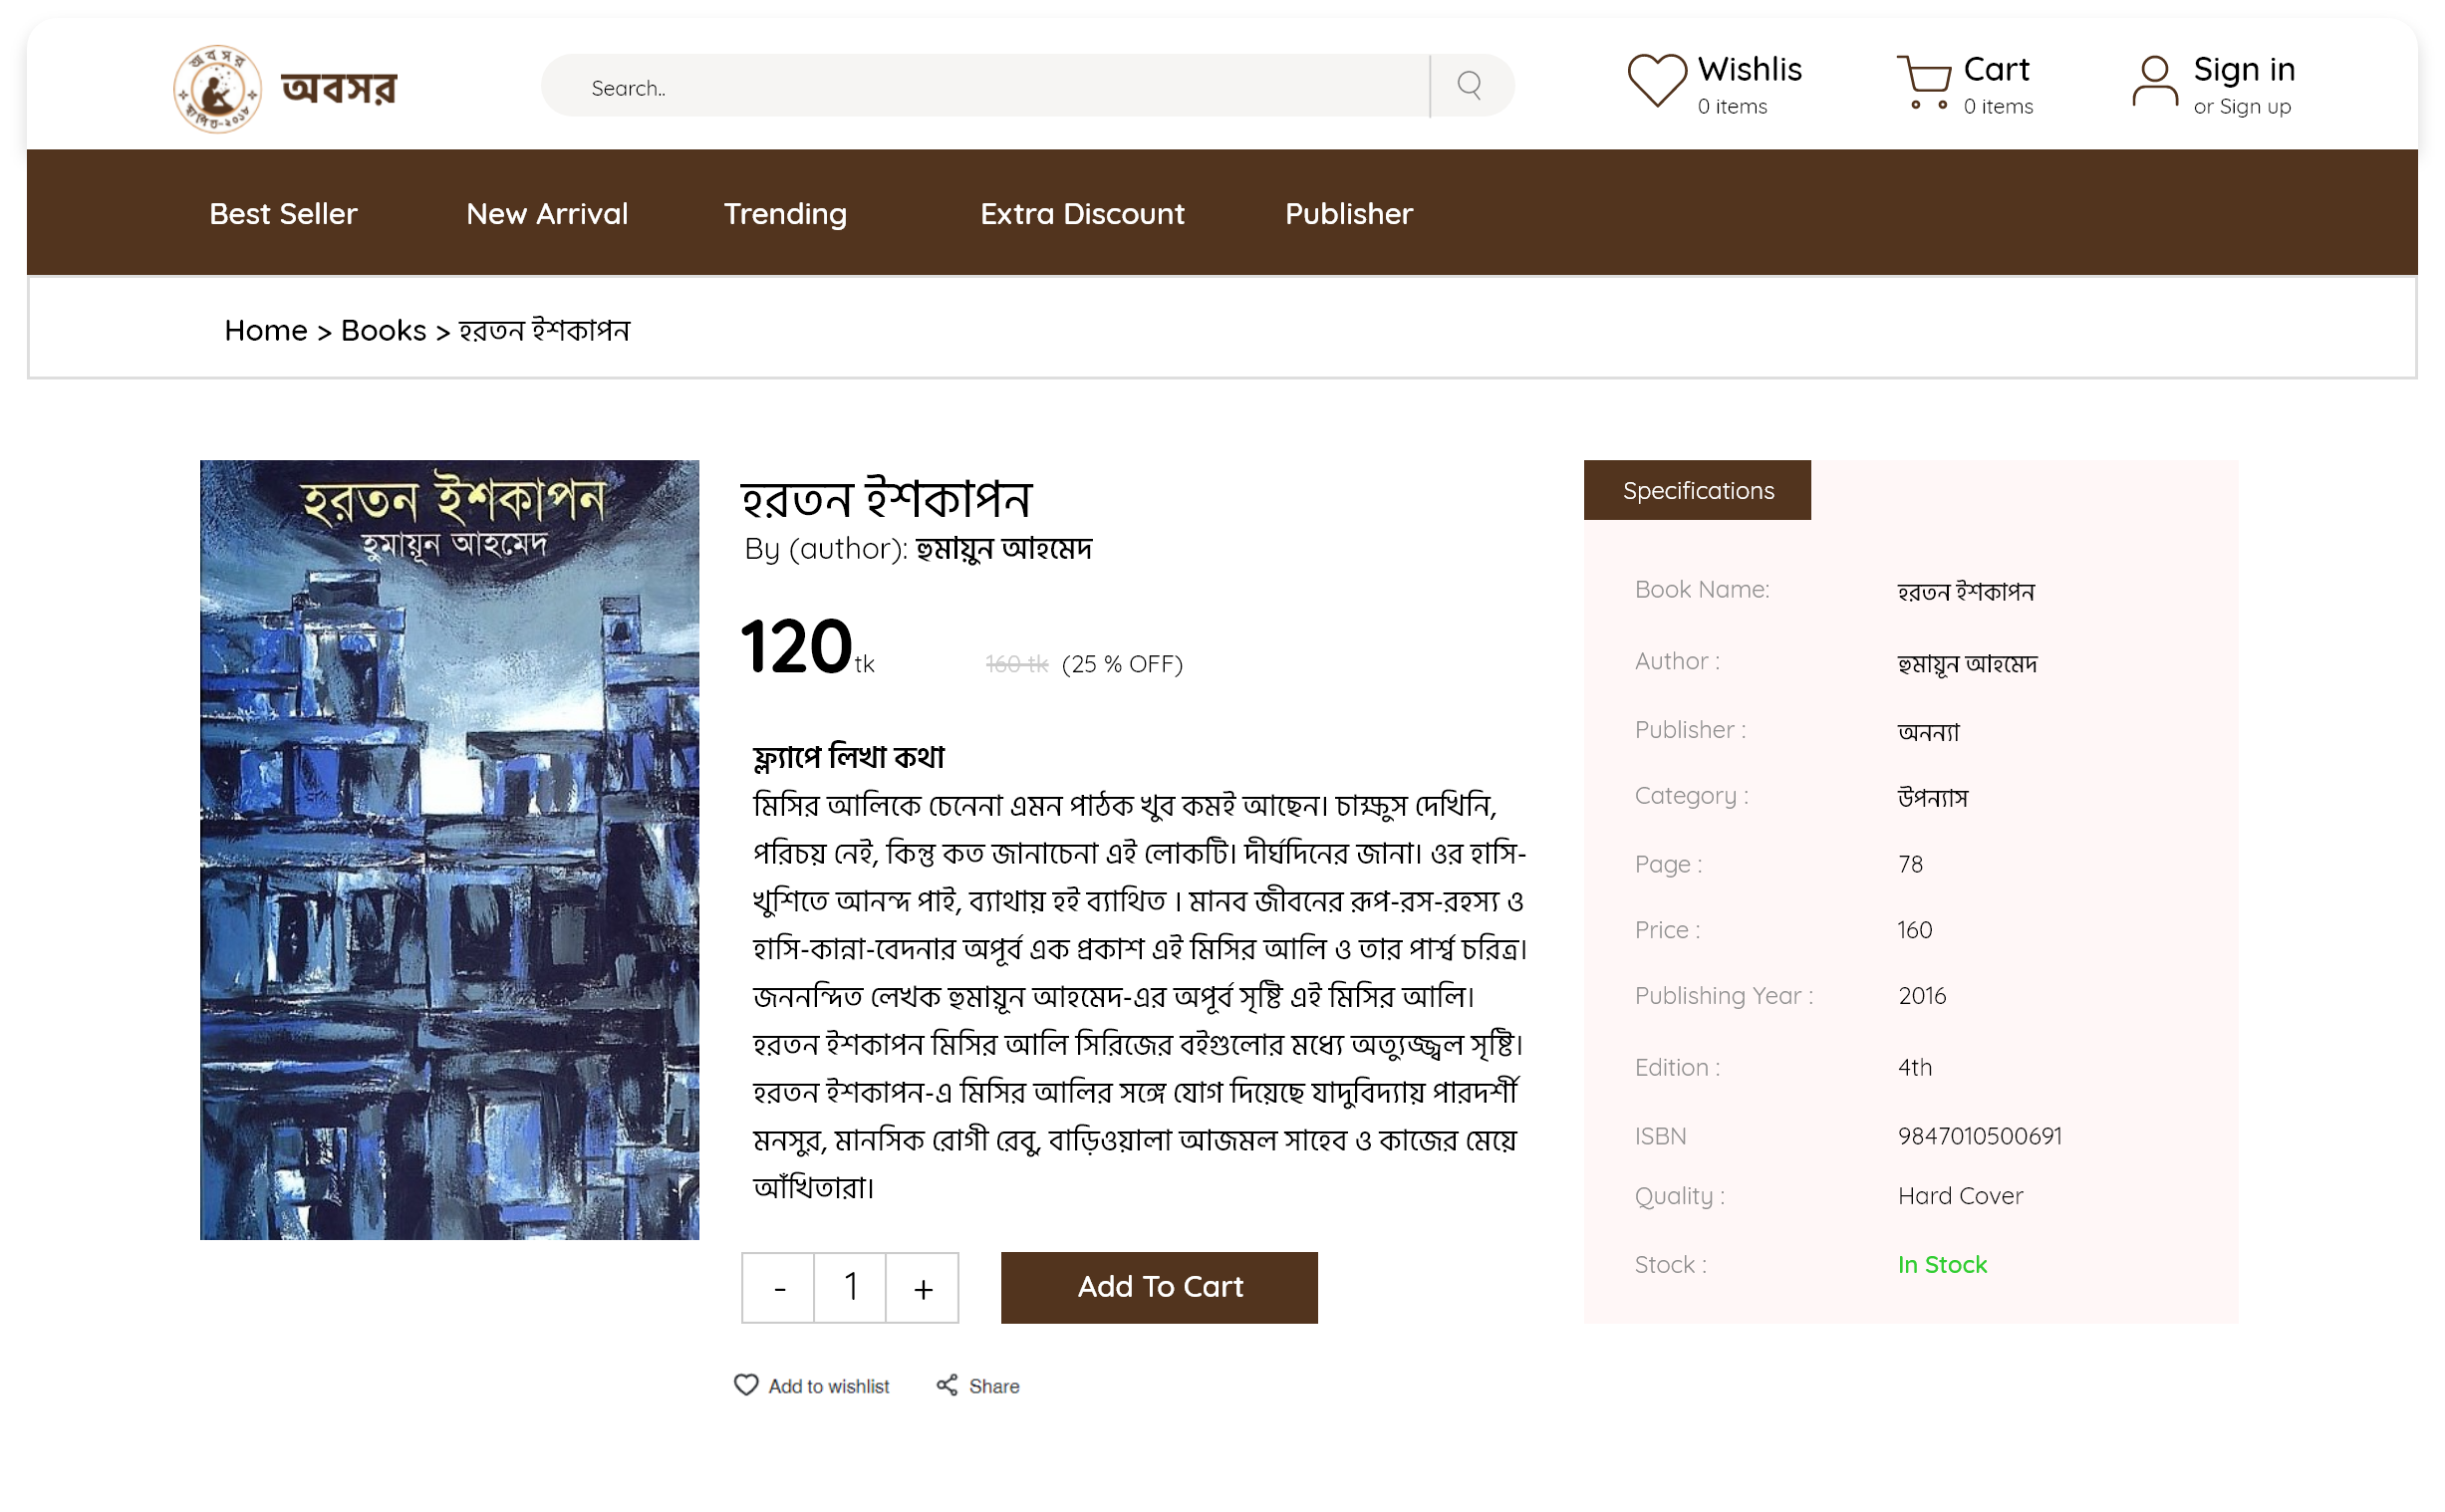 অবসর
স্থাপিত-২০১৮
অবসর
Search..
Wishlis
0 items
Cart
0 items
Sign in
or Sign up
Best Seller
New Arrival
Trending
Extra Discount
Publisher
Home > Books > হরতন ইশকাপন
হরতন ইশকাপন
হুমায়ূন আহমেদ
হরতন ইশকাপন
By (author): হুমায়ুন আহমেদ
120tk
160 tk (25 % OFF)
ফ্ল্যাপে লিখা কথা
মিসির আলিকে চেনেনা এমন পাঠক খুব কমই আছেন। চাক্ষুস দেখিনি,
পরিচয় নেই, কিন্তু কত জানাচেনা এই লোকটি। দীর্ঘদিনের জানা। ওর হাসি-
খুশিতে আনন্দ পাই, ব্যাথায় হই ব্যাথিত । মানব জীবনের রূপ-রস-রহস্য ও
হাসি-কান্না-বেদনার অপূর্ব এক প্রকাশ এই মিসির আলি ও তার পার্শ্ব চরিত্র।
জননন্দিত লেখক হুমায়ূন আহমেদ-এর অপূর্ব সৃষ্টি এই মিসির আলি।
হরতন ইশকাপন মিসির আলি সিরিজের বইগুলোর মধ্যে অত্যুজ্জ্বল সৃষ্টি।
হরতন ইশকাপন-এ মিসির আলির সঙ্গে যোগ দিয়েছে যাদুবিদ্যায় পারদর্শী
মনসুর, মানসিক রোগী রেবু, বাড়িওয়ালা আজমল সাহেব ও কাজের মেয়ে
আঁখিতারা।
- 1 +
Add To Cart
Add to wishlist
Share
Specifications
Book Name: হরতন ইশকাপন
Author : হুমায়ূন আহমেদ
Publisher : অনন্যা
Category : উপন্যাস
Page : 78
Price : 160
Publishing Year : 2016
Edition : 4th
ISBN 9847010500691
Quality : Hard Cover
Stock : In Stock